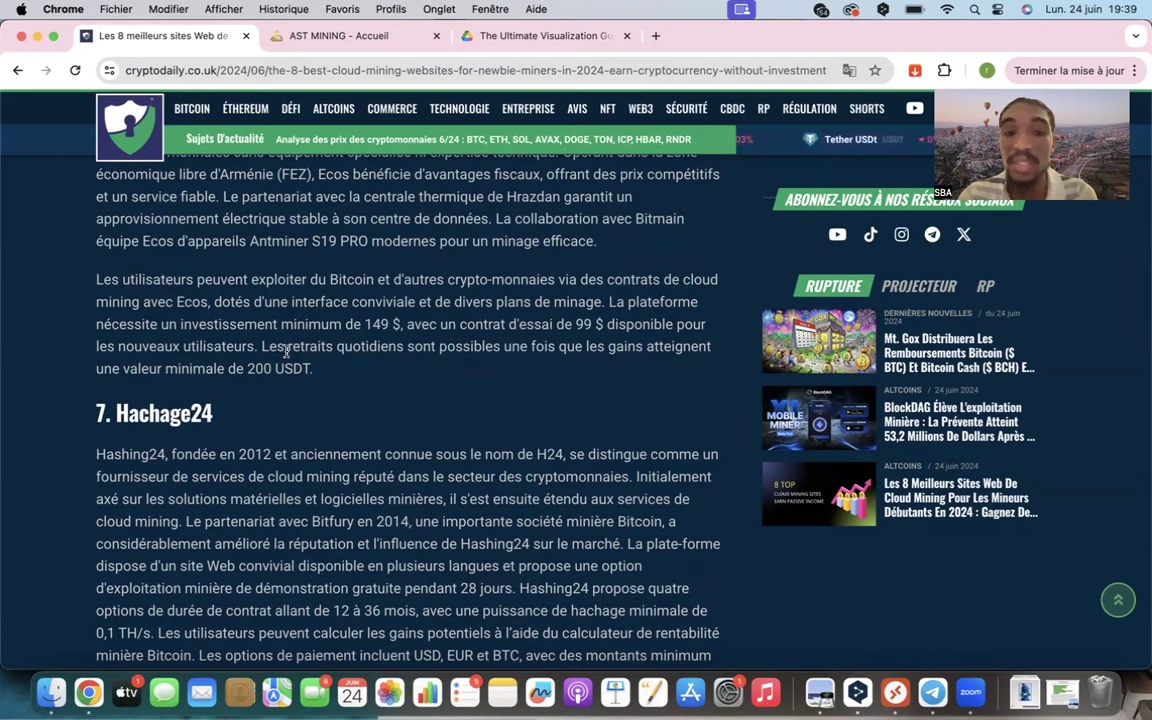 Chrome Fichier Modifier Afficher Historique Favoris Profils Onglet Fenêtre Aide Lun. 24 juin 19:39
Les 8 meilleurs sites Web de AST MINING - Accueil The Ultimate Visualization Gu
cryptodaily.co.uk/2024/06/the-8-best-cloud-mining-websites-for-newbie-miners-in-2024-earn-cryptocurrency-without-investment r Terminer la mise à jour
BITCOIN ÉTHEREUM DÉFI ALTCOINS COMMERCE TECHNOLOGIE ENTREPRISE AVIS NFT WEB3 SÉCURITÉ CBDC RP RÉGULATION SHORTS
Sujets D'actualité Analyse des prix des cryptomonnaies 6/24 : BTC, ETH, SOL, AVAX, DOGE, TON, ICP, HBAR, RNDR 03% Tether USDt USDT
économique libre d'Arménie (FEZ), Ecos bénéficie d'avantages fiscaux, offrant des prix compétitifs
et un service fiable. Le partenariat avec la centrale thermique de Hrazdan garantit un
approvisionnement électrique stable à son centre de données. La collaboration avec Bitmain
équipe Ecos d'appareils Antminer S19 PRO modernes pour un minage efficace.
Les utilisateurs peuvent exploiter du Bitcoin et d'autres crypto-monnaies via des contrats de cloud
mining avec Ecos, dotés d'une interface conviviale et de divers plans de minage. La plateforme
nécessite un investissement minimum de 149 $, avec un contrat d'essai de 99 $ disponible pour
les nouveaux utilisateurs. Les retraits quotidiens sont possibles une fois que les gains atteignent
une valeur minimale de 200 USDT.
7. Hachage24
Hashing24, fondée en 2012 et anciennement connue sous le nom de H24, se distingue comme un
fournisseur de services de cloud mining réputé dans le secteur des cryptomonnaies. Initialement
axé sur les solutions matérielles et logicielles minières, il s'est ensuite étendu aux services de
cloud mining. Le partenariat avec Bitfury en 2014, une importante société minière Bitcoin, a
considérablement amélioré la réputation et l'influence de Hashing24 sur le marché. La plate-forme
dispose d'un site Web convivial disponible en plusieurs langues et propose une option
d'exploitation minière de démonstration gratuite pendant 28 jours. Hashing24 propose quatre
options de durée de contrat allant de 12 à 36 mois, avec une puissance de hachage minimale de
0,1 TH/s. Les utilisateurs peuvent calculer les gains potentiels à l'aide du calculateur de rentabilité
minière Bitcoin. Les options de paiement incluent USD, EUR et BTC, avec des montants minimum
SBA
ABONNEZ-VOUS À NOS RÉSEAUX SOCIAUX
RUPTURE PROJECTEUR RP
DERNIÈRES NOUVELLES / du 24 juin
2024
Mt. Gox Distribuera Les
Remboursements Bitcoin ($
BTC) Et Bitcoin Cash ($ BCH) E...
MOBILE
MINER
ALTCOINS / 24 juin 2024
BlockDAG Élève L'exploitation
Minière : La Prévente Atteint
53,2 Millions De Dollars Après ...
8 TOP
CLOUD MINING SITES
EARN PASSIVE INCOME
ALTCOINS / 24 juin 2024
Les 8 Meilleurs Sites Web De
Cloud Mining Pour Les Mineurs
Débutants En 2024 : Gagnez De...
JUIN
24
tv
zoom